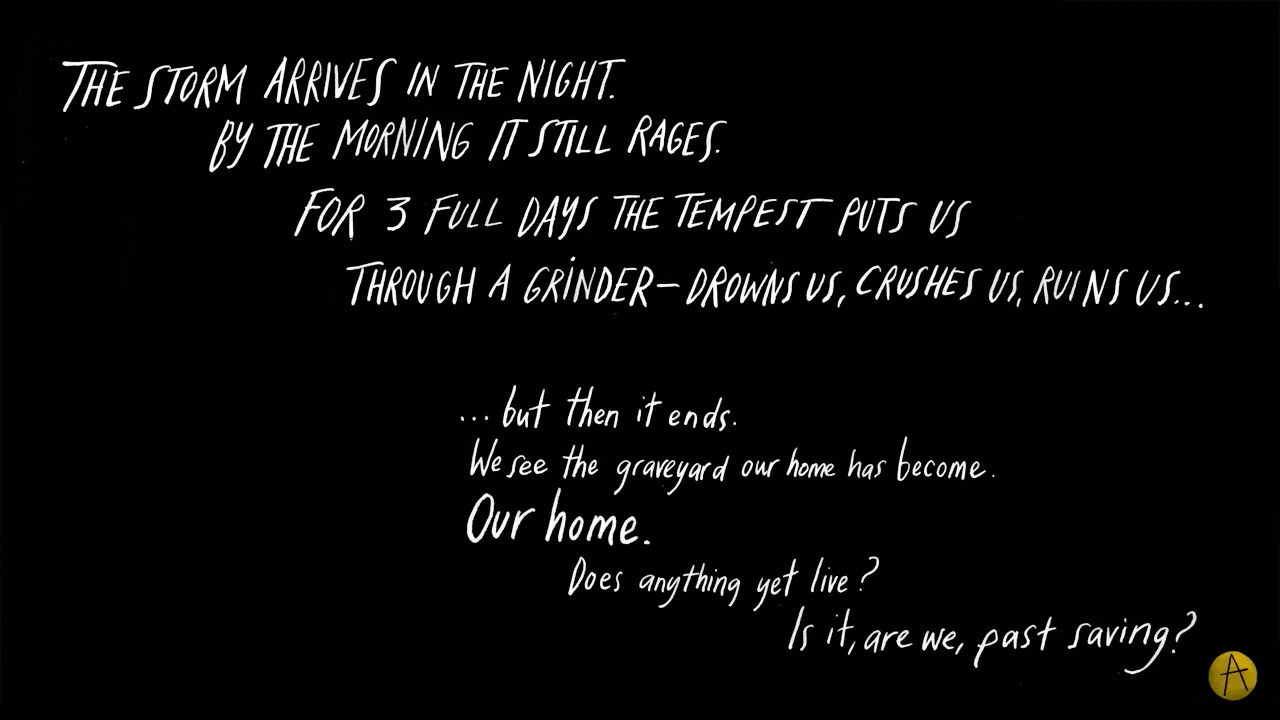 THE STORM ARRIVES IN THE NIGHT.
BY THE MORNING IT STILL RAGES.
FOR 3 FULL DAYS THE TEMPEST PUTS US
THROUGH A GRINDER – DROWNS US, CRUSHES US, RUINS US...
... but then it ends.
We see the graveyard our home has become.
Our home.
Does anything yet live?
Is it, are we, past saving?
A